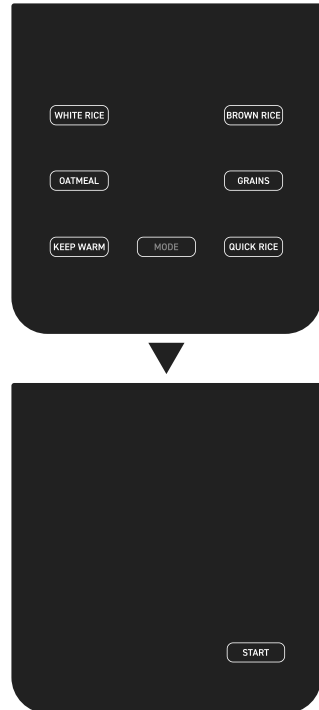 WHITE RICE
BROWN RICE
OATMEAL
GRAINS
KEEP WARM
MODE
QUICK RICE
START